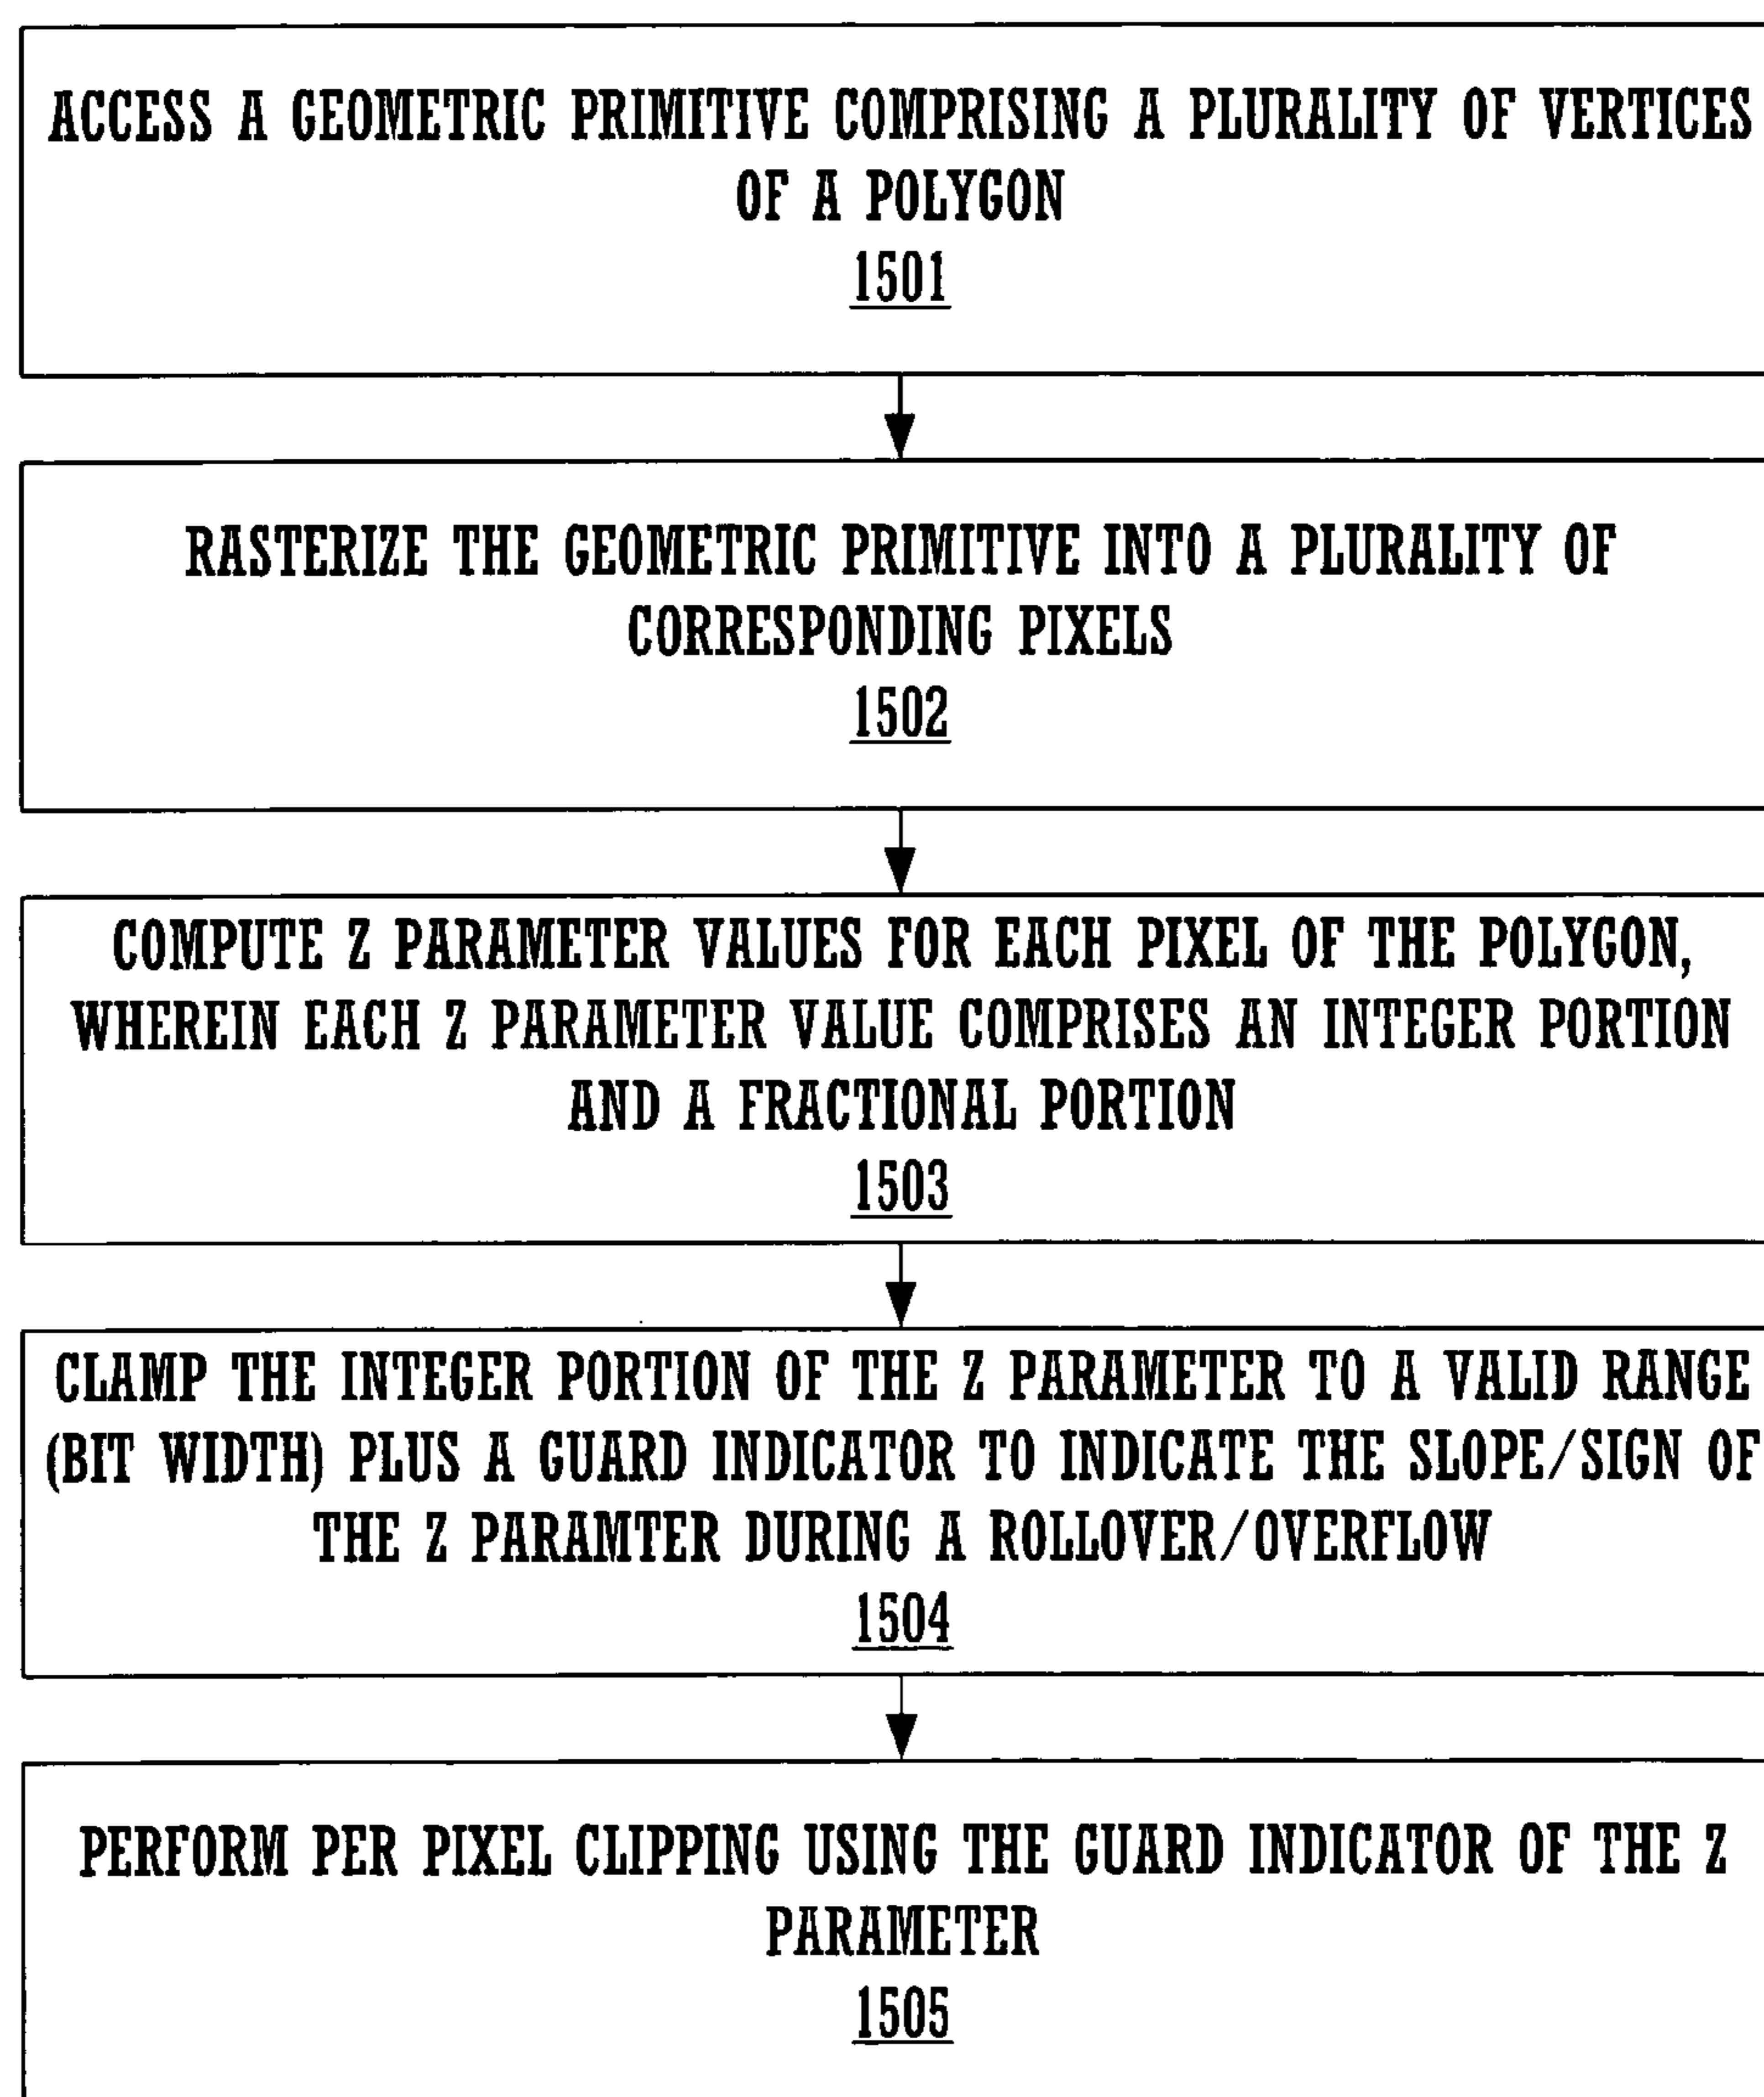 ACCESS A GEOMETRIC PRIMITIVE COMPRISING A PLURALITY OF VERTICES
OF A POLYGON
1501
RASTERIZE THE GEOMETRIC PRIMITIVE INTO A PLURALITY OF
CORRESPONDING PIXELS
1502
COMPUTE Z PARAMETER VALUES FOR EACH PIXEL OF THE POLYGON,
WHEREIN EACH Z PARAMETER VALUE COMPRISES AN INTEGER PORTION
AND A FRACTIONAL PORTION
1503
CLAMP THE INTEGER PORTION OF THE Z PARAMETER TO A VALID RANGE
(BIT WIDTH) PLUS A GUARD INDICATOR TO INDICATE THE SLOPE/SIGN OF
THE Z PARAMTER DURING A ROLLOVER/OVERFLOW
1504
PERFORM PER PIXEL CLIPPING USING THE GUARD INDICATOR OF THE Z
PARAMETER
1505